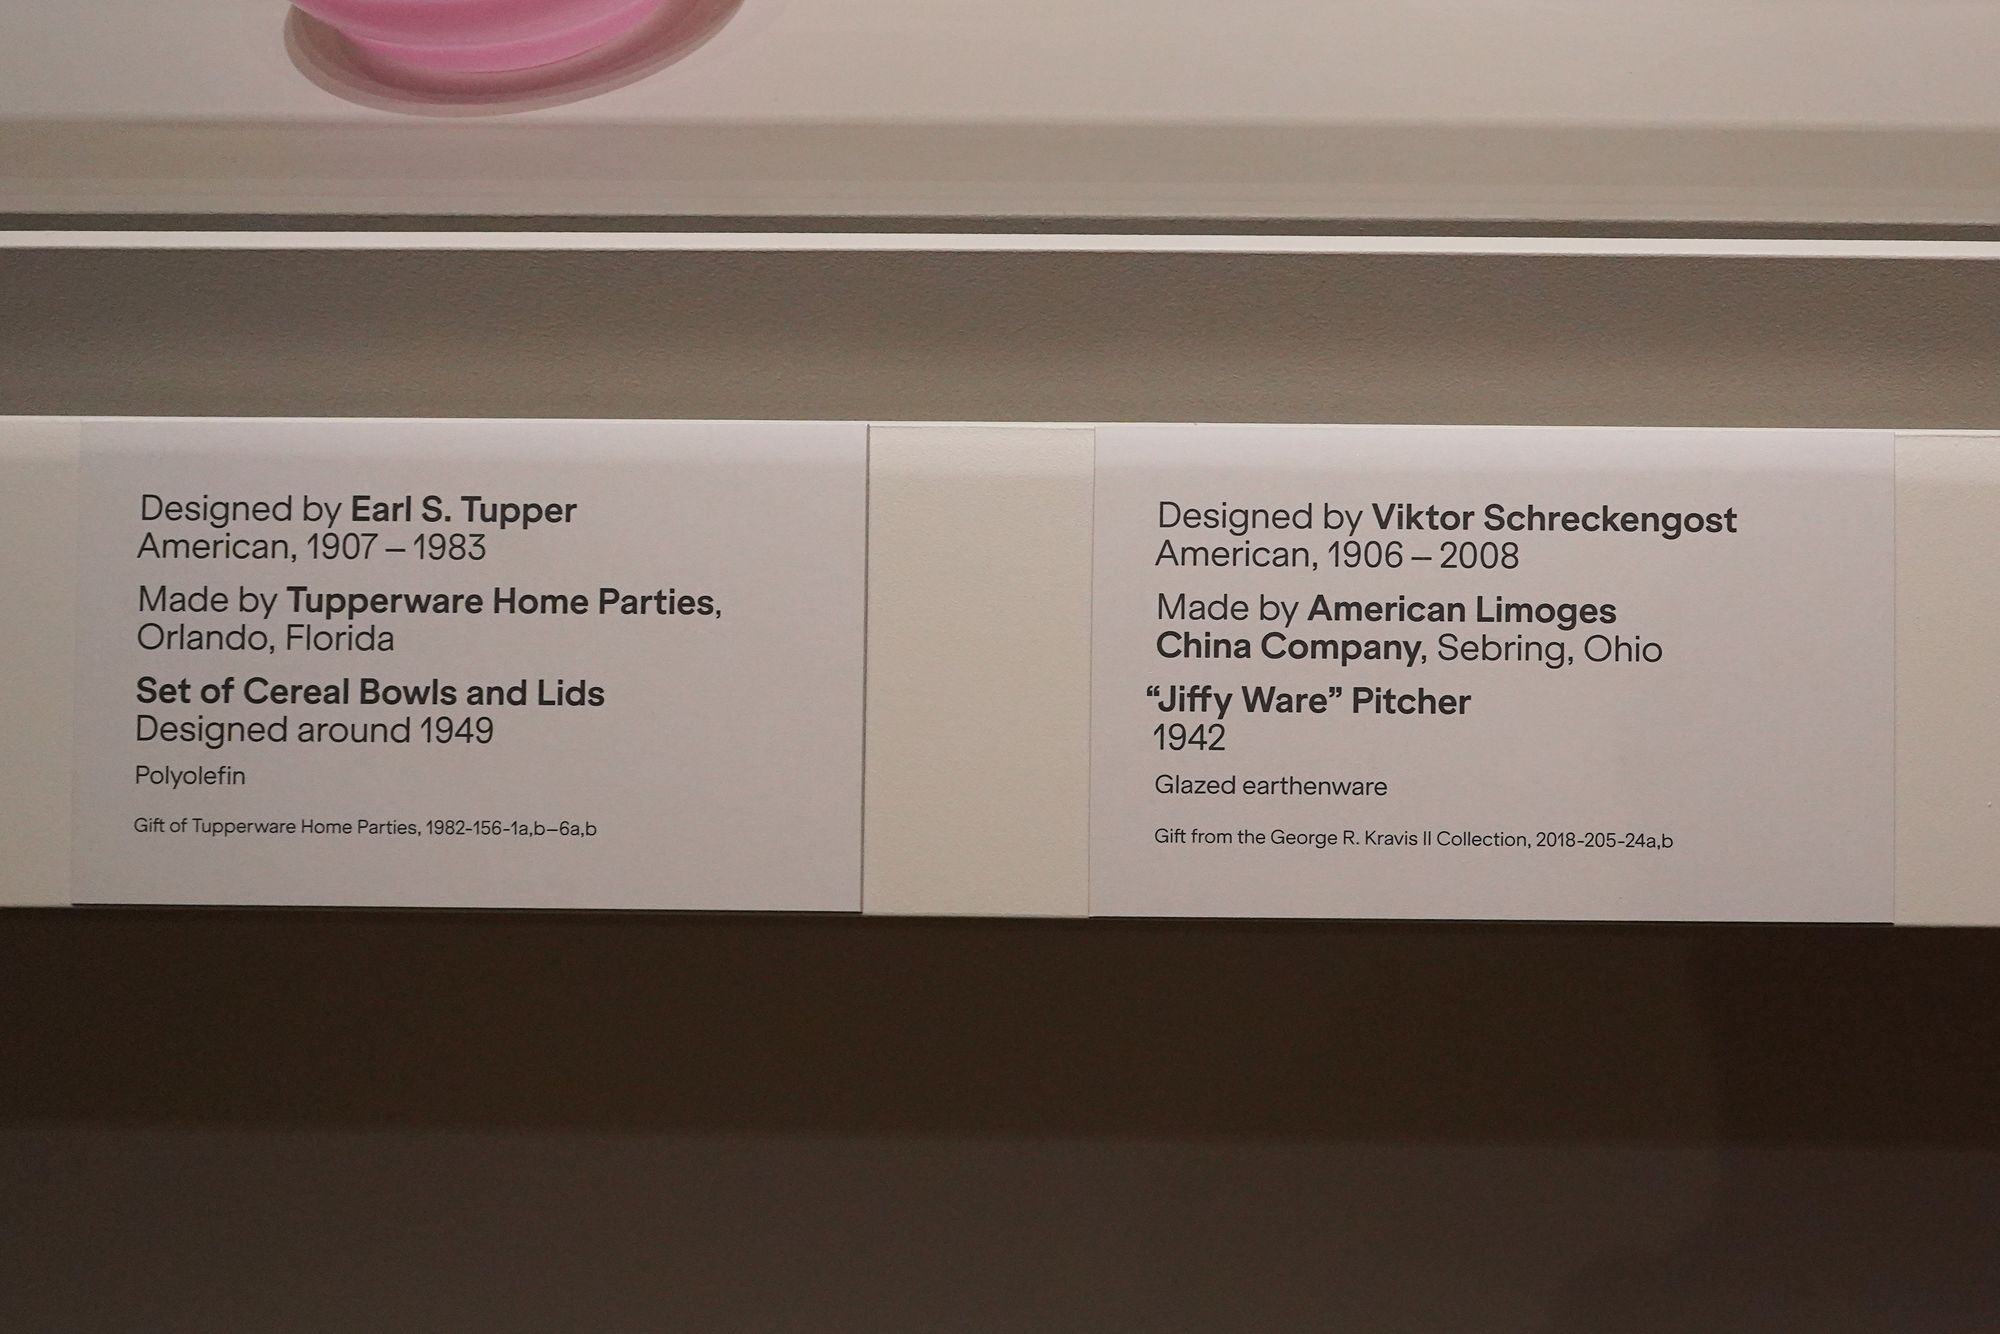 Designed by Earl S. Tupper
American, 1907 – 1983
Made by Tupperware Home Parties,
Orlando, Florida
Set of Cereal Bowls and Lids
Designed around 1949
Polyolefin
Gift of Tupperware Home Parties, 1982-156-1a,b–6a,b
Designed by Viktor Schreckengost
American, 1906 – 2008
Made by American Limoges
China Company, Sebring, Ohio
“Jiffy Ware” Pitcher
1942
Glazed earthenware
Gift from the George R. Kravis II Collection, 2018-205-24a,b